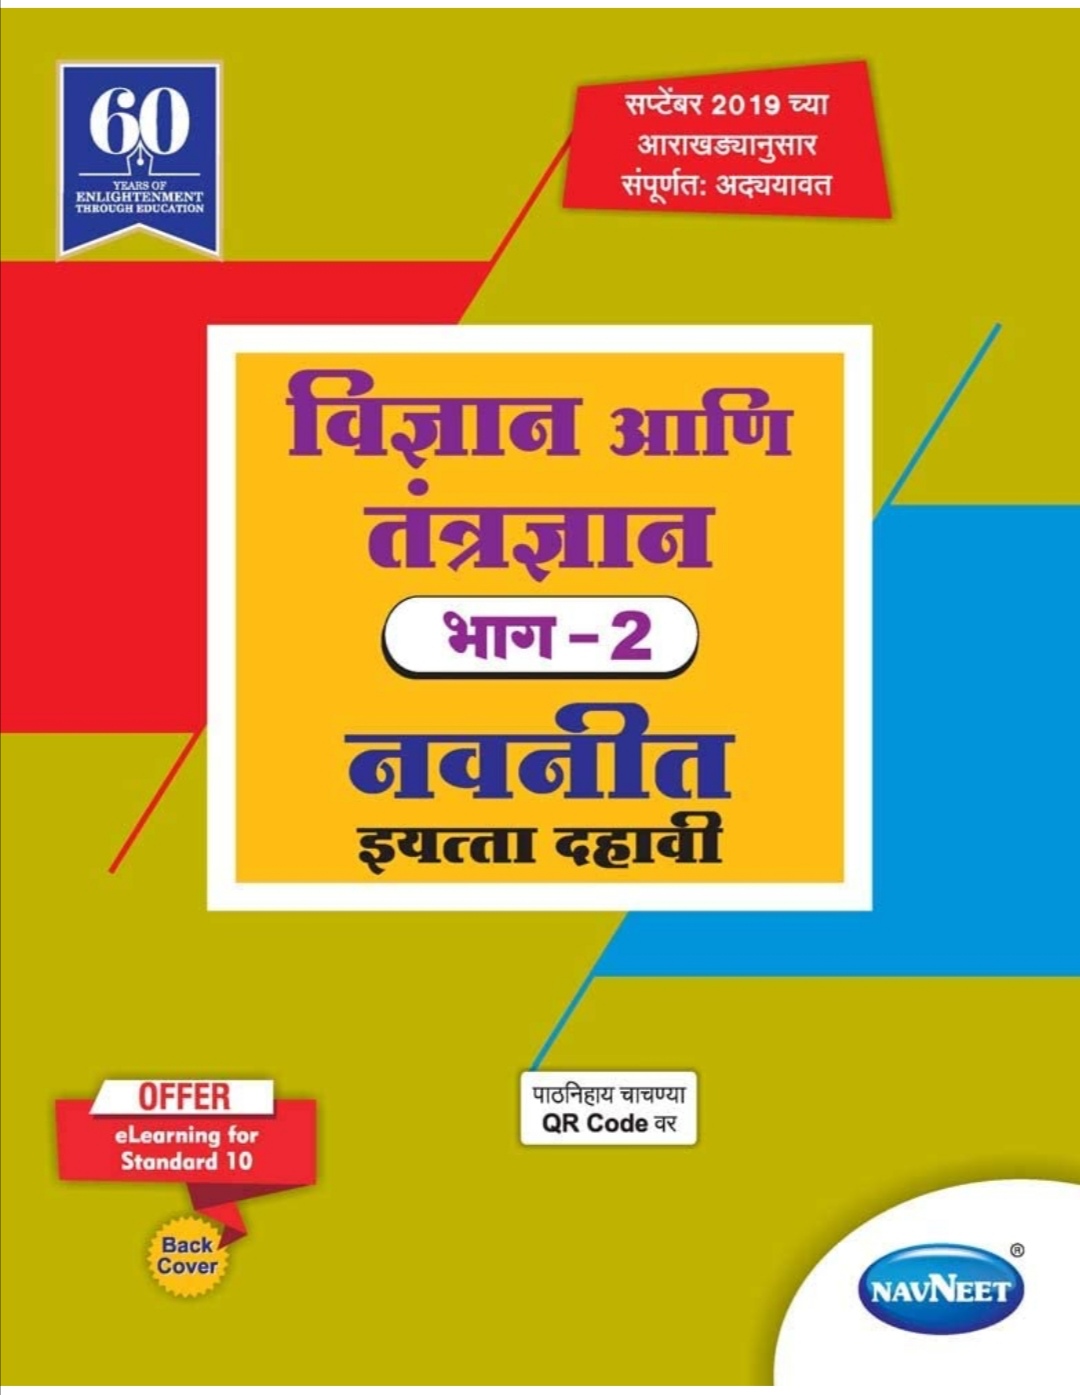 60
YEARS OF
ENLIGHTENMENT
THROUGH EDUCATION
सप्टेंबर 2019 च्या
आराखड्यानुसार
संपूर्णत: अद्ययावत
विज्ञान आणि
तंत्रज्ञान
भाग - 2
नवनीत
इयत्ता दहावी
पाठनिहाय चाचण्या
QR Code वर
OFFER
eLearning for
Standard 10
Back
Cover
NAVNEET ®